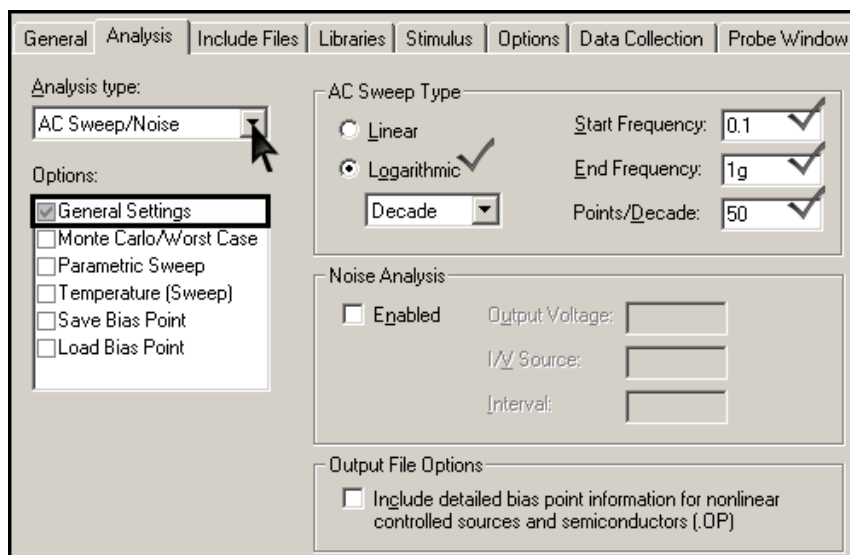 General Analysis Include Files Libraries Stimulus Options Data Collection Probe Window
Analysis type:
AC Sweep/Noise
Options:
General Settings
Monte Carlo/Worst Case
Parametric Sweep
Temperature (Sweep)
Save Bias Point
Load Bias Point
AC Sweep Type
Linear
Logarithmic
Decade
Start Frequency: 0.1
End Frequency: 1g
Points/Decade: 50
Noise Analysis
Enabled
Output Voltage:
I/V Source:
Interval:
Output File Options
Include detailed bias point information for nonlinear
controlled sources and semiconductors (.OP)